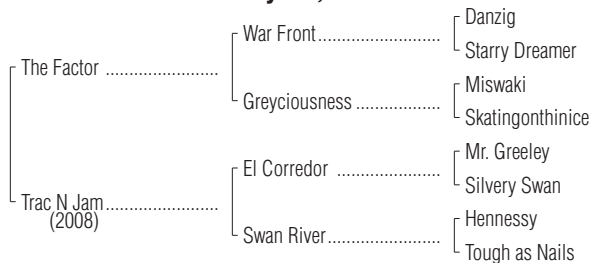 Danzig
War Front....................
Starry Dreamer
The Factor .......................
Miswaki
Greyciousness .................
Skatingonthinice
Mr. Greeley
El Corredor .....................
Silvery Swan
Trac N Jam.......................
(2008)
Hennessy
Swan River.......................
Tough as Nails